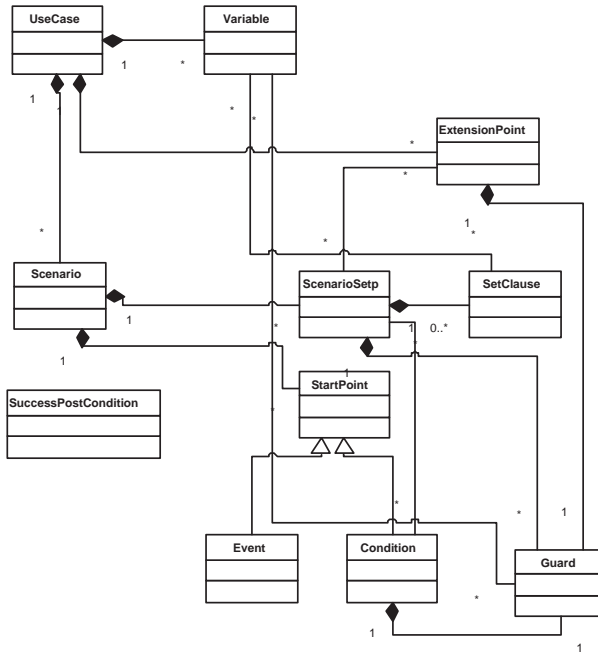 UseCase
Variable
1
*
1
1
*
*
ExtensionPoint
*
*
1
*
*
*
Scenario
ScenarioSetp
SetClause
1
*
1
0..*
*
1
1
StartPoint
SuccessPostCondition
*
*
*
1
Event
Condition
Guard
*
1
1